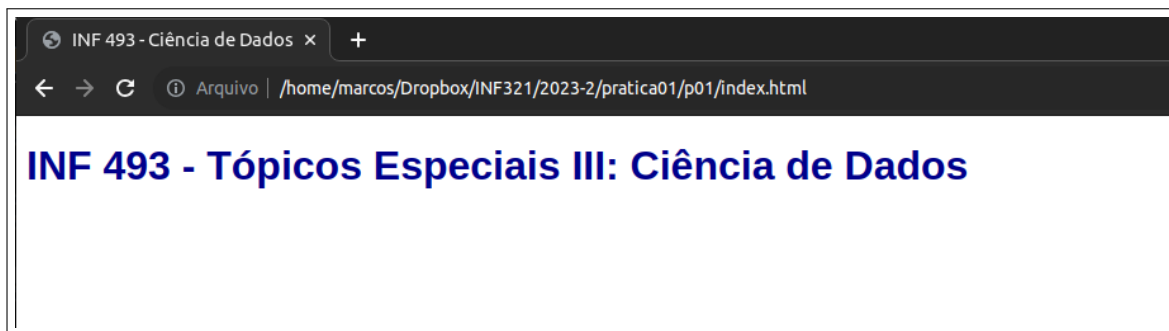 INF 493 - Ciência de Dados
Arquivo /home/marcos/Dropbox/INF321/2023-2/pratica01/p01/index.html
INF 493 - Tópicos Especiais III: Ciência de Dados